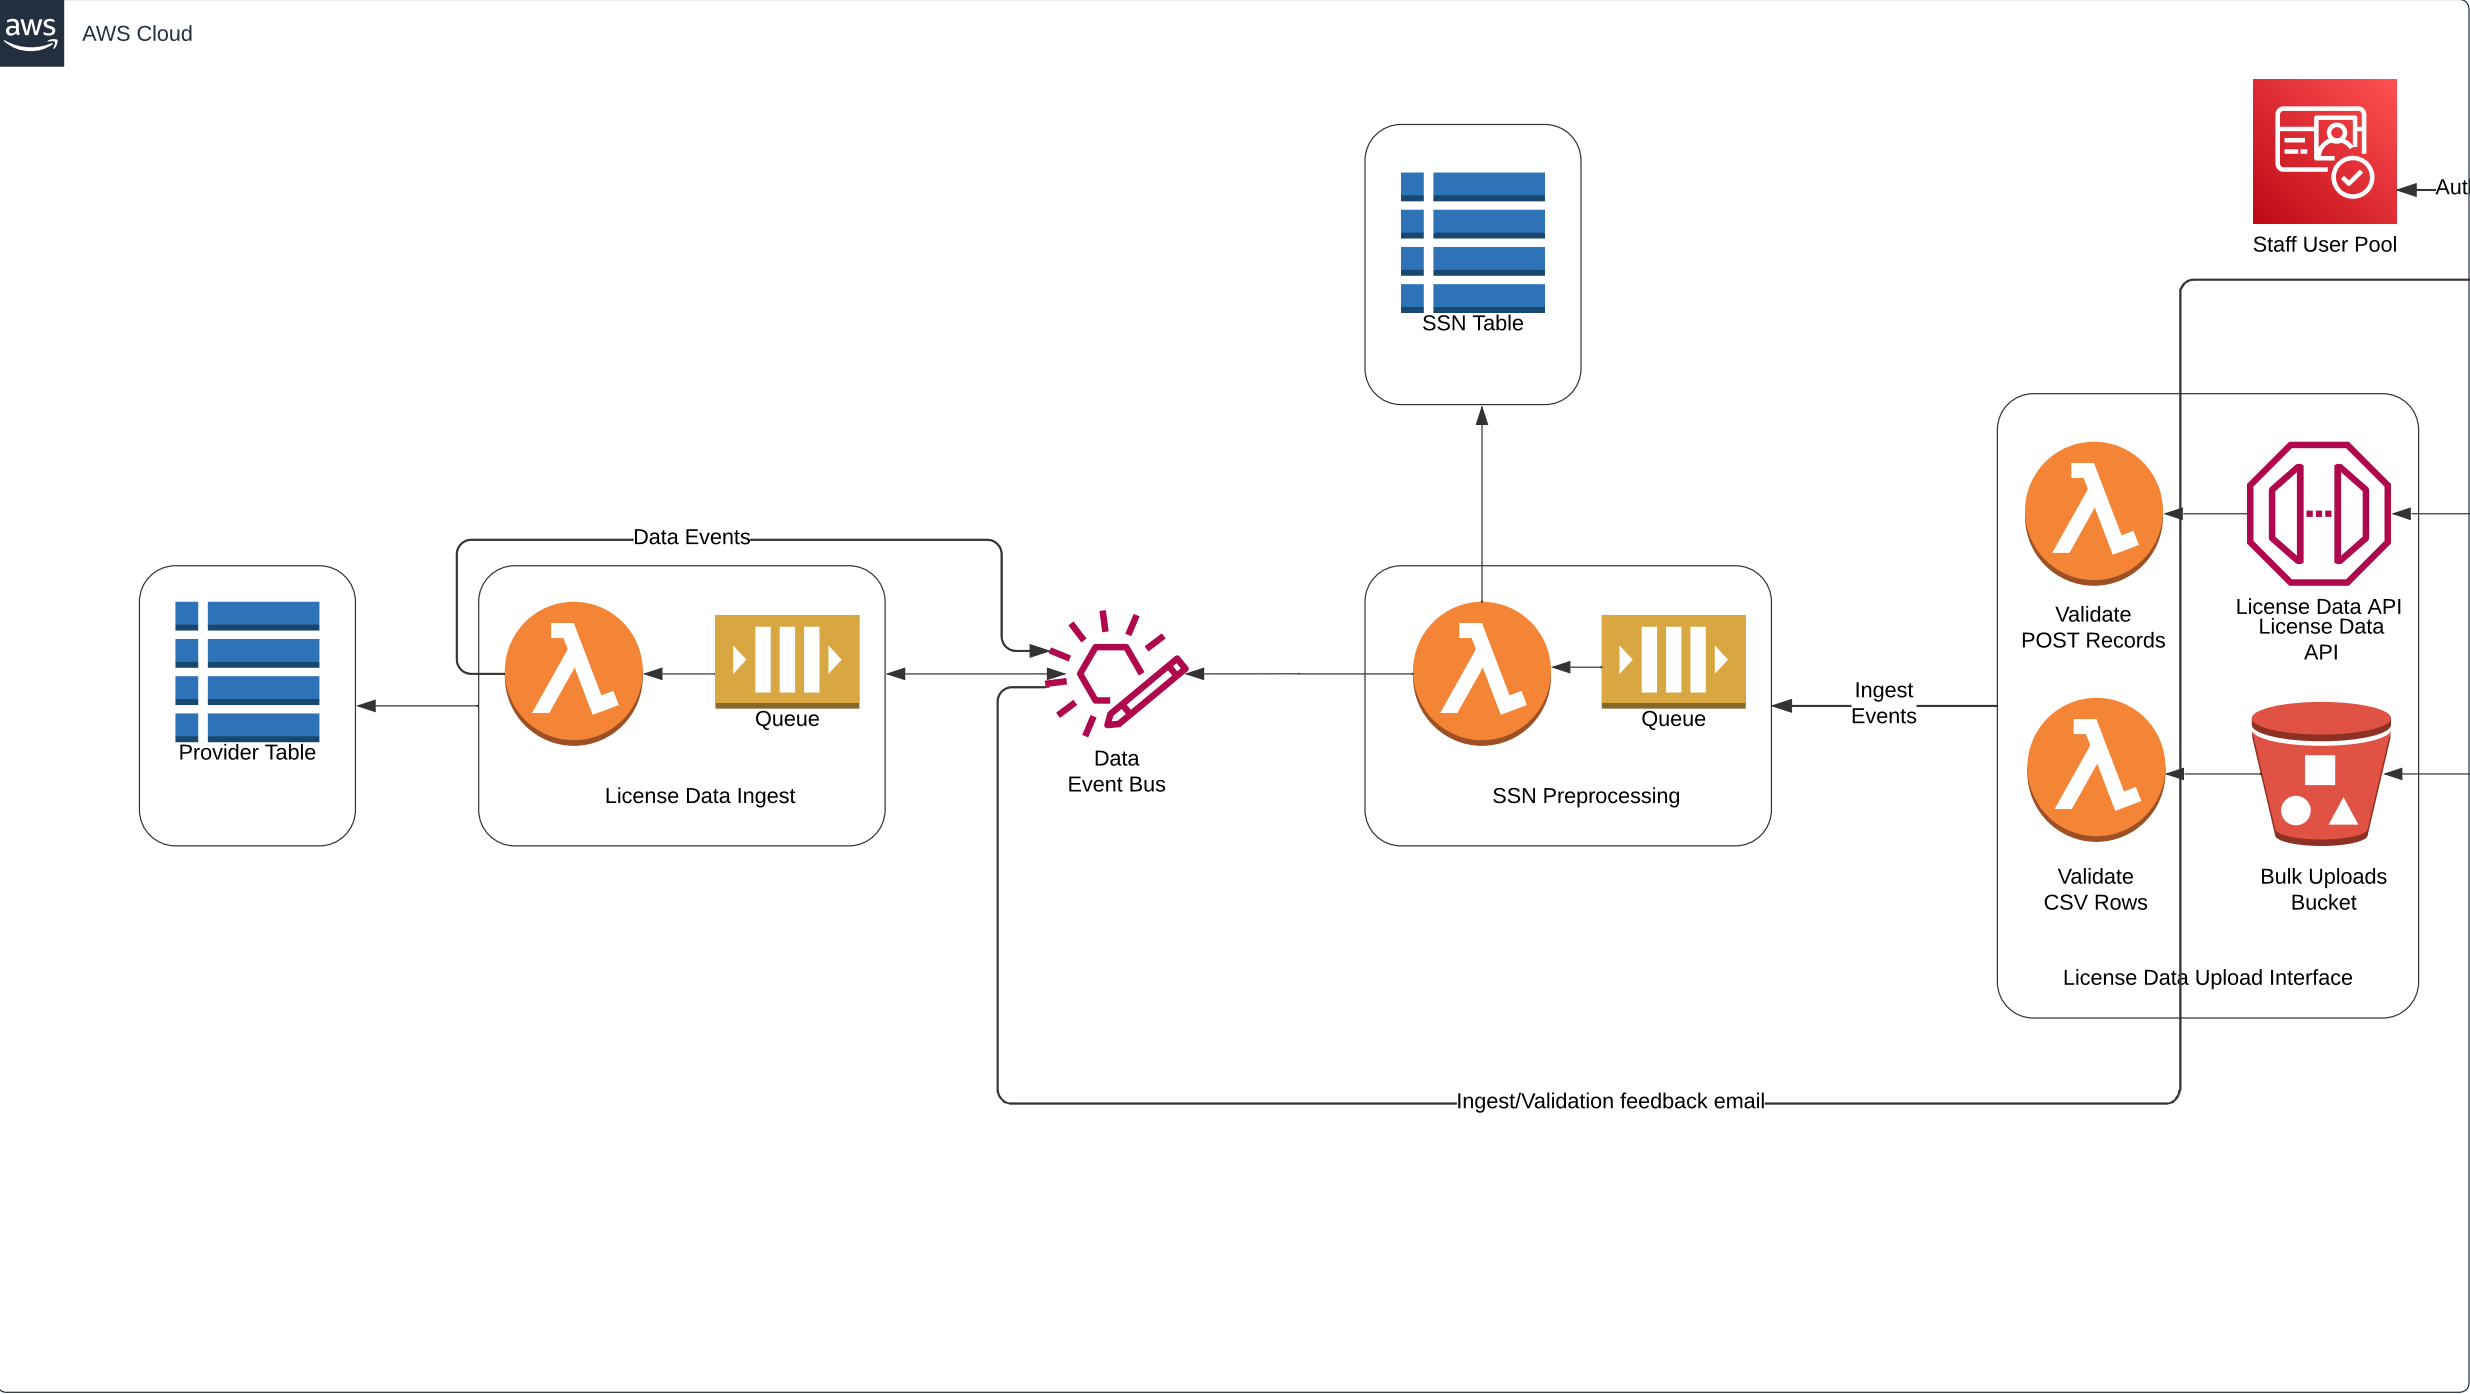 aws
AWS Cloud
Staff User Pool
SSN Table
Data Events
Provider Table
Queue
License Data Ingest
Data
Event Bus
Queue
SSN Preprocessing
Ingest
Events
Validate
POST Records
License Data API
License Data
API
Validate
CSV Rows
Bulk Uploads
Bucket
License Data Upload Interface
Ingest/Validation feedback email